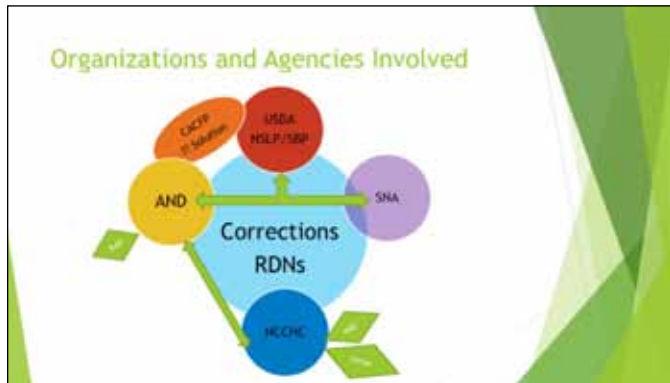 Organizations and Agencies Involved
CACFP
USDA
NSLP/SBP
AND
SNA
Corrections
RDNs
NCCHC